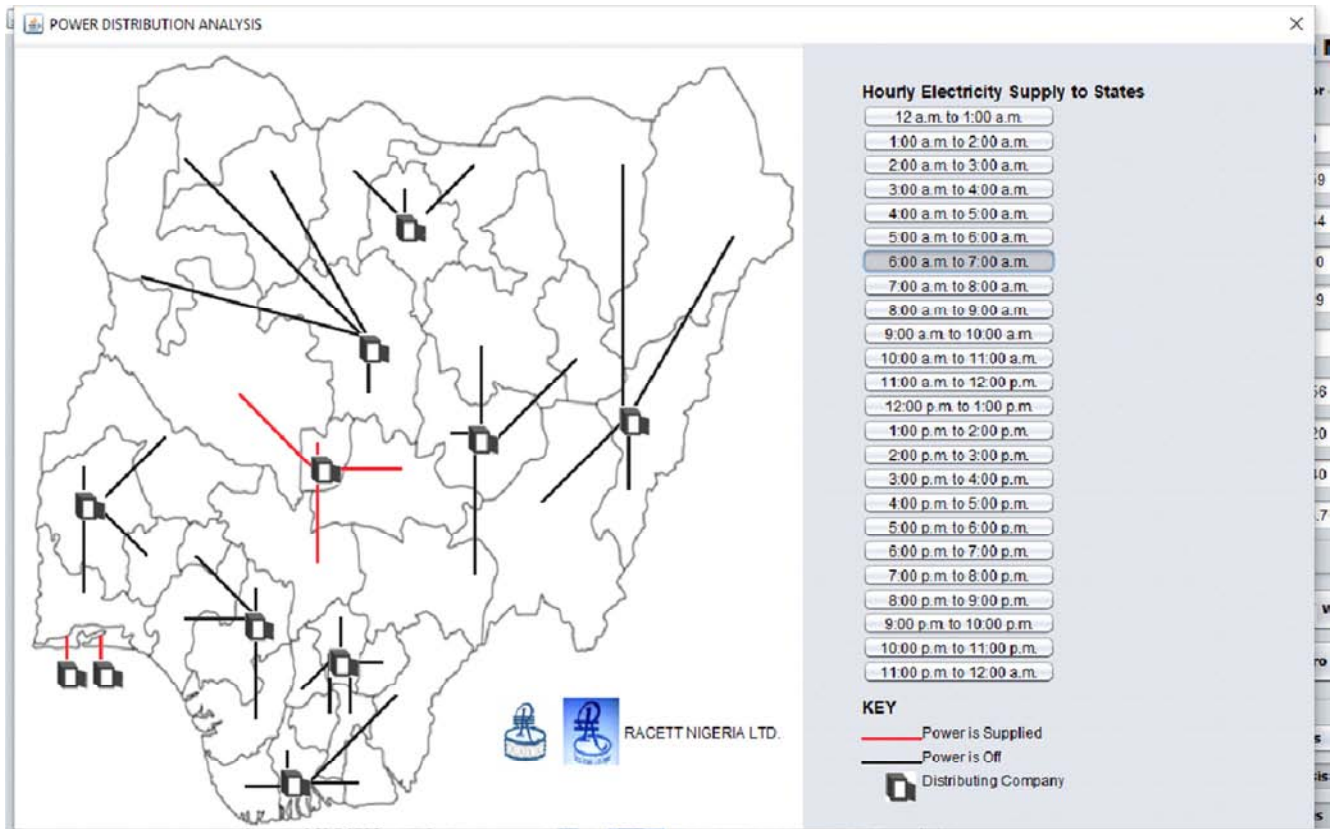 POWER DISTRIBUTION ANALYSIS
Hourly Electricity Supply to States
12 a.m. to 1:00 a.m.
1:00 a.m. to 2:00 a.m.
2:00 a.m. to 3:00 a.m.
3:00 a.m. to 4:00 a.m.
4:00 a.m. to 5:00 a.m.
5:00 a.m. to 6:00 a.m.
6:00 a.m. to 7:00 a.m.
7:00 a.m. to 8:00 a.m.
8:00 a.m. to 9:00 a.m.
9:00 a.m. to 10:00 a.m.
10:00 a.m. to 11:00 a.m.
11:00 a.m. to 12:00 p.m.
12:00 p.m. to 1:00 p.m.
1:00 p.m. to 2:00 p.m.
2:00 p.m. to 3:00 p.m.
3:00 p.m. to 4:00 p.m.
4:00 p.m. to 5:00 p.m.
5:00 p.m. to 6:00 p.m.
6:00 p.m. to 7:00 p.m.
7:00 p.m. to 8:00 p.m.
8:00 p.m. to 9:00 p.m.
9:00 p.m. to 10:00 p.m.
10:00 p.m. to 11:00 p.m.
11:00 p.m. to 12:00 a.m.
KEY
Power is Supplied
Power is Off
Distributing Company
RACETT NIGERIA LTD.